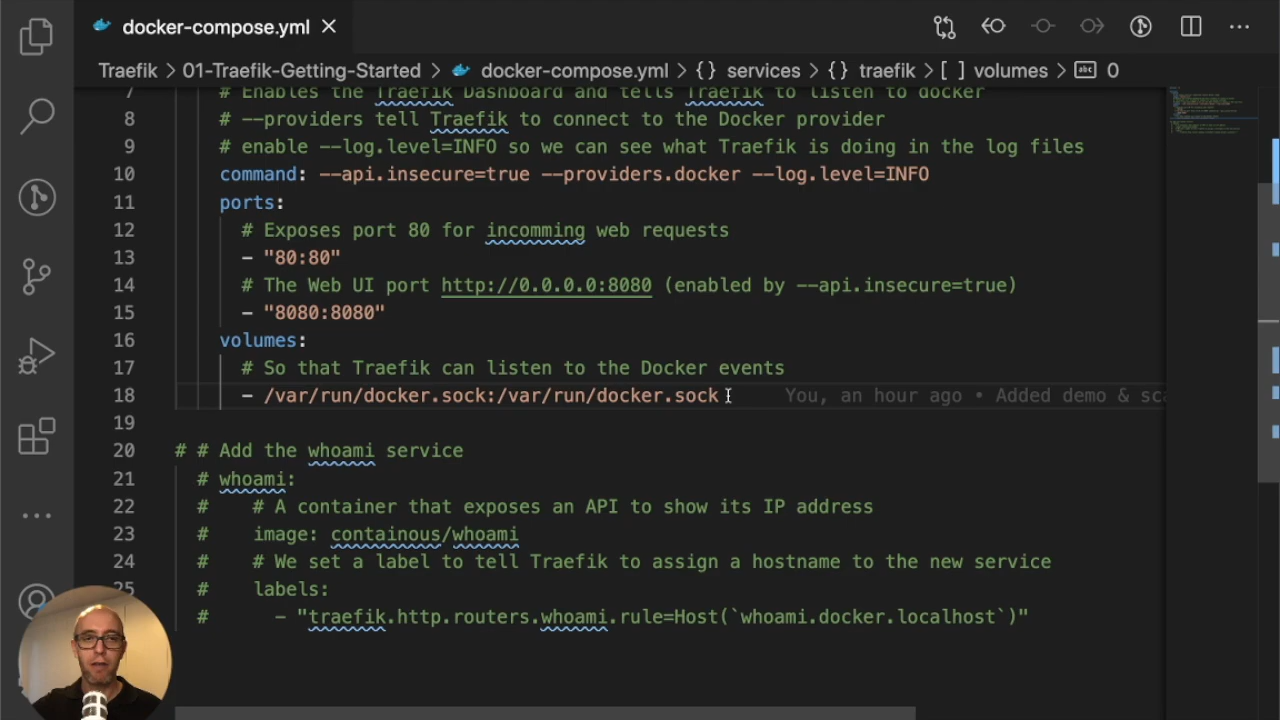 docker-compose.yml
Traefik > 01-Traefik-Getting-Started > docker-compose.yml > {} services > {} traefik > [ ] volumes > abc 0
7 # Enables the Traefik Dashboard and tells Traefik to listen to docker
8 # --providers tell Traefik to connect to the Docker provider
9 # enable --log.level=INFO so we can see what Traefik is doing in the log files
10 command: --api.insecure=true --providers.docker --log.level=INFO
11 ports:
12 # Exposes port 80 for incomming web requests
13 - "80:80"
14 # The Web UI port http://0.0.0.0:8080 (enabled by --api.insecure=true)
15 - "8080:8080"
16 volumes:
17 # So that Traefik can listen to the Docker events
18 - /var/run/docker.sock:/var/run/docker.sock You, an hour ago • Added demo & sca
19
20 # # Add the whoami service
21 # whoami:
22 # # A container that exposes an API to show its IP address
23 # image: containous/whoami
24 # # We set a label to tell Traefik to assign a hostname to the new service
25 # labels:
# - "traefik.http.routers.whoami.rule=Host(`whoami.docker.localhost`)"